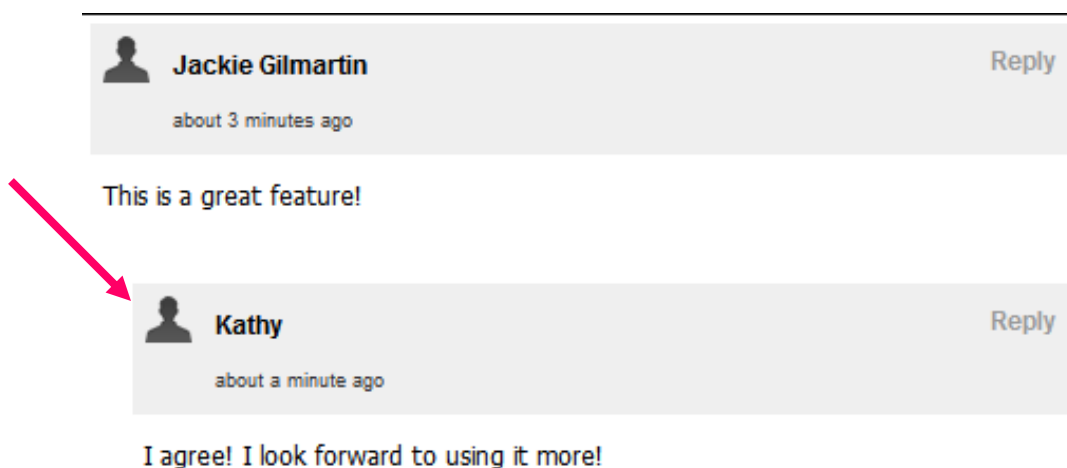 Jackie Gilmartin
Reply
about 3 minutes ago
This is a great feature!
Kathy
Reply
about a minute ago
I agree! I look forward to using it more!